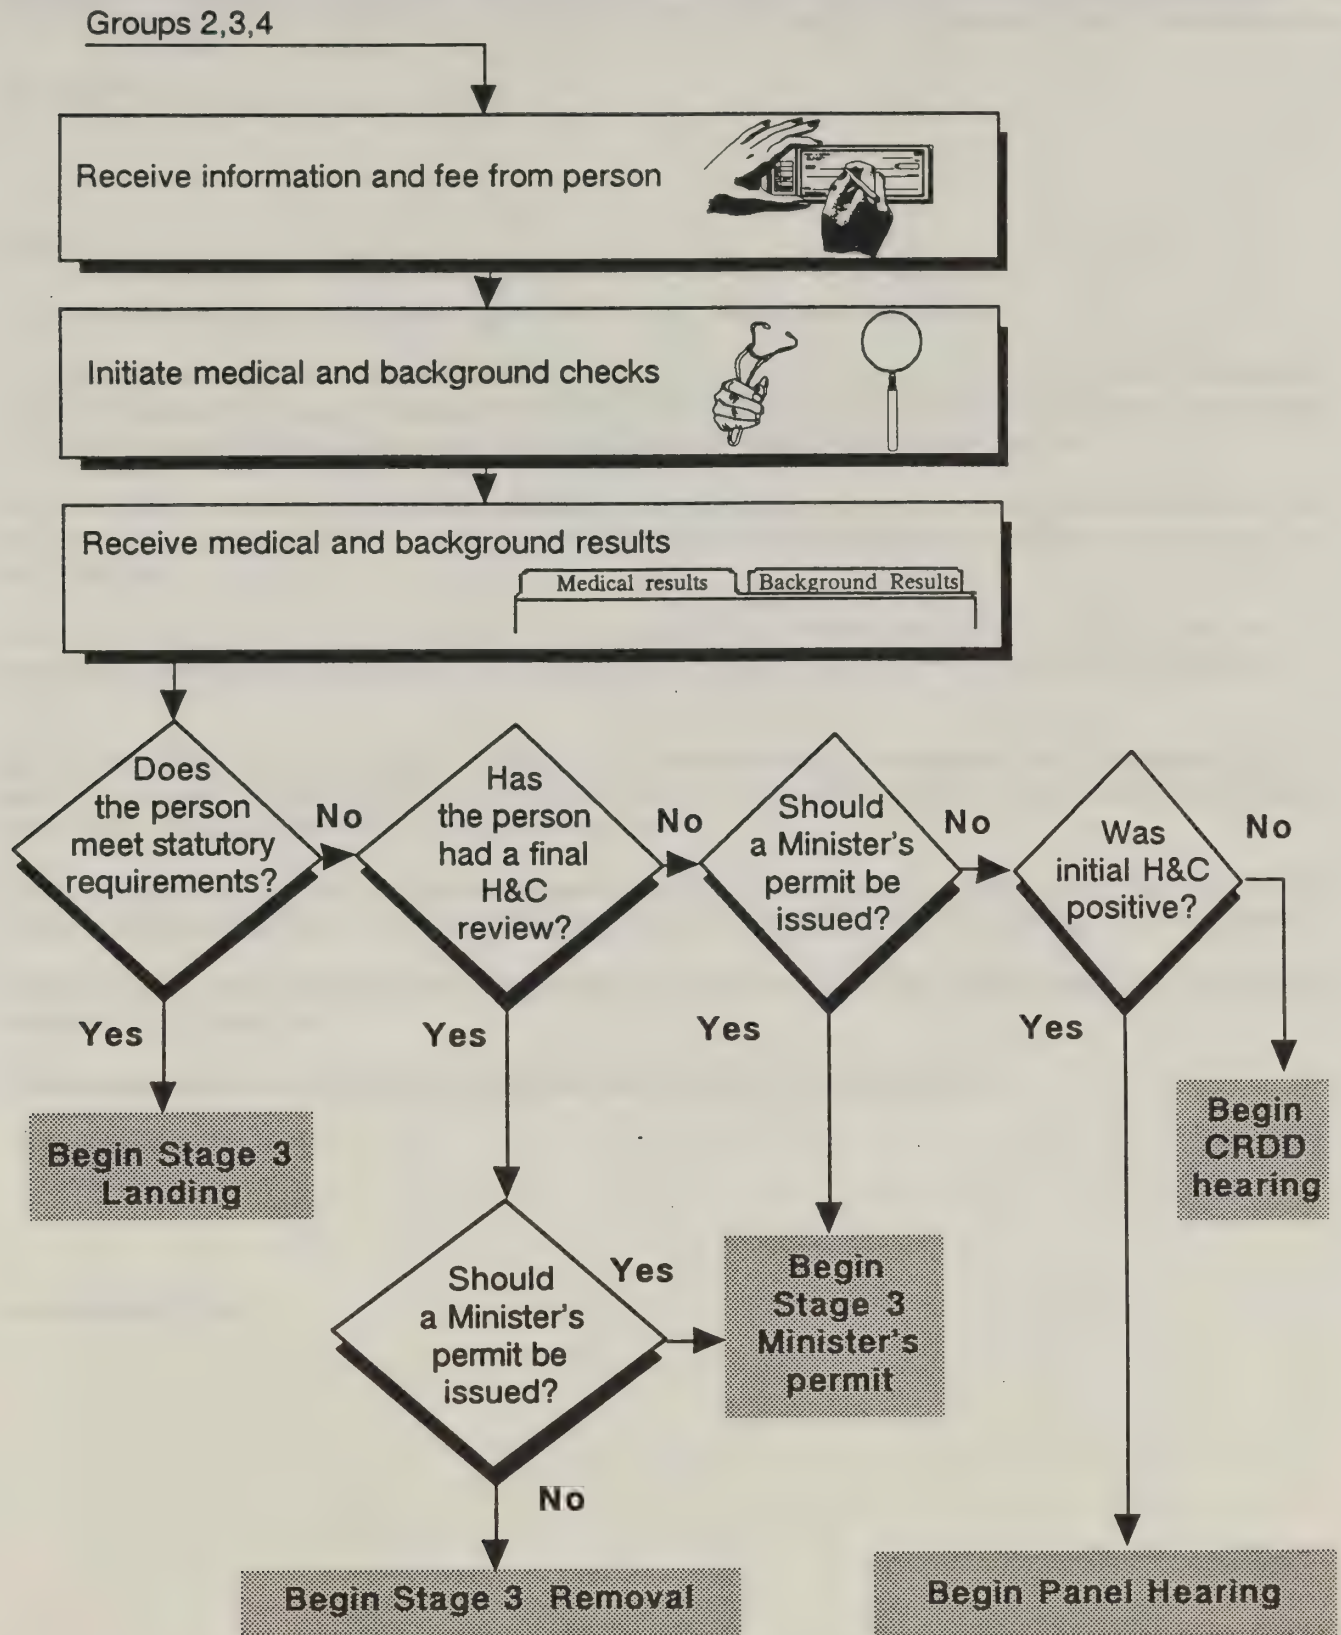 Groups 2,3,4
Receive information and fee from person
Initiate medical and background checks
Receive medical and background results
Medical results
Background Results
Does
the person
meet statutory
requirements?
No
Yes
Has
the person
had a final
H&C
review?
No
Yes
Should
a Minister's
permit be
issued?
No
Yes
Was
initial H&C
positive?
No
Yes
Begin Stage 3
Landing
Begin
CRDD
hearing
Should
a Minister's
permit be
issued?
Yes
No
Begin
Stage 3
Minister's
permit
Begin Stage 3 Removal
Begin Panel Hearing